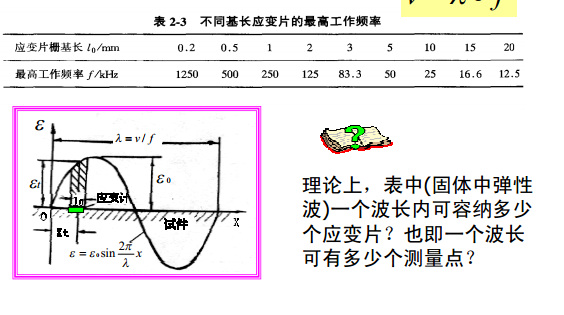 表 2-3 不同基长应变片的最高工作频率
应变片栅基长 l₀/mm 0.2 0.5 1 2 3 5 10 15 20
最高工作频率 f/kHz 1250 500 250 125 83.3 50 25 16.6 12.5
ε
λ = v / f
εt
ε0
l0
应变计
O
X
xt
试件
ε = ε0 sin 2π/λ x
?
理论上，表中(固体中弹性
波)一个波长内可容纳多少
个应变片？也即一个波长
可有多少个测量点？